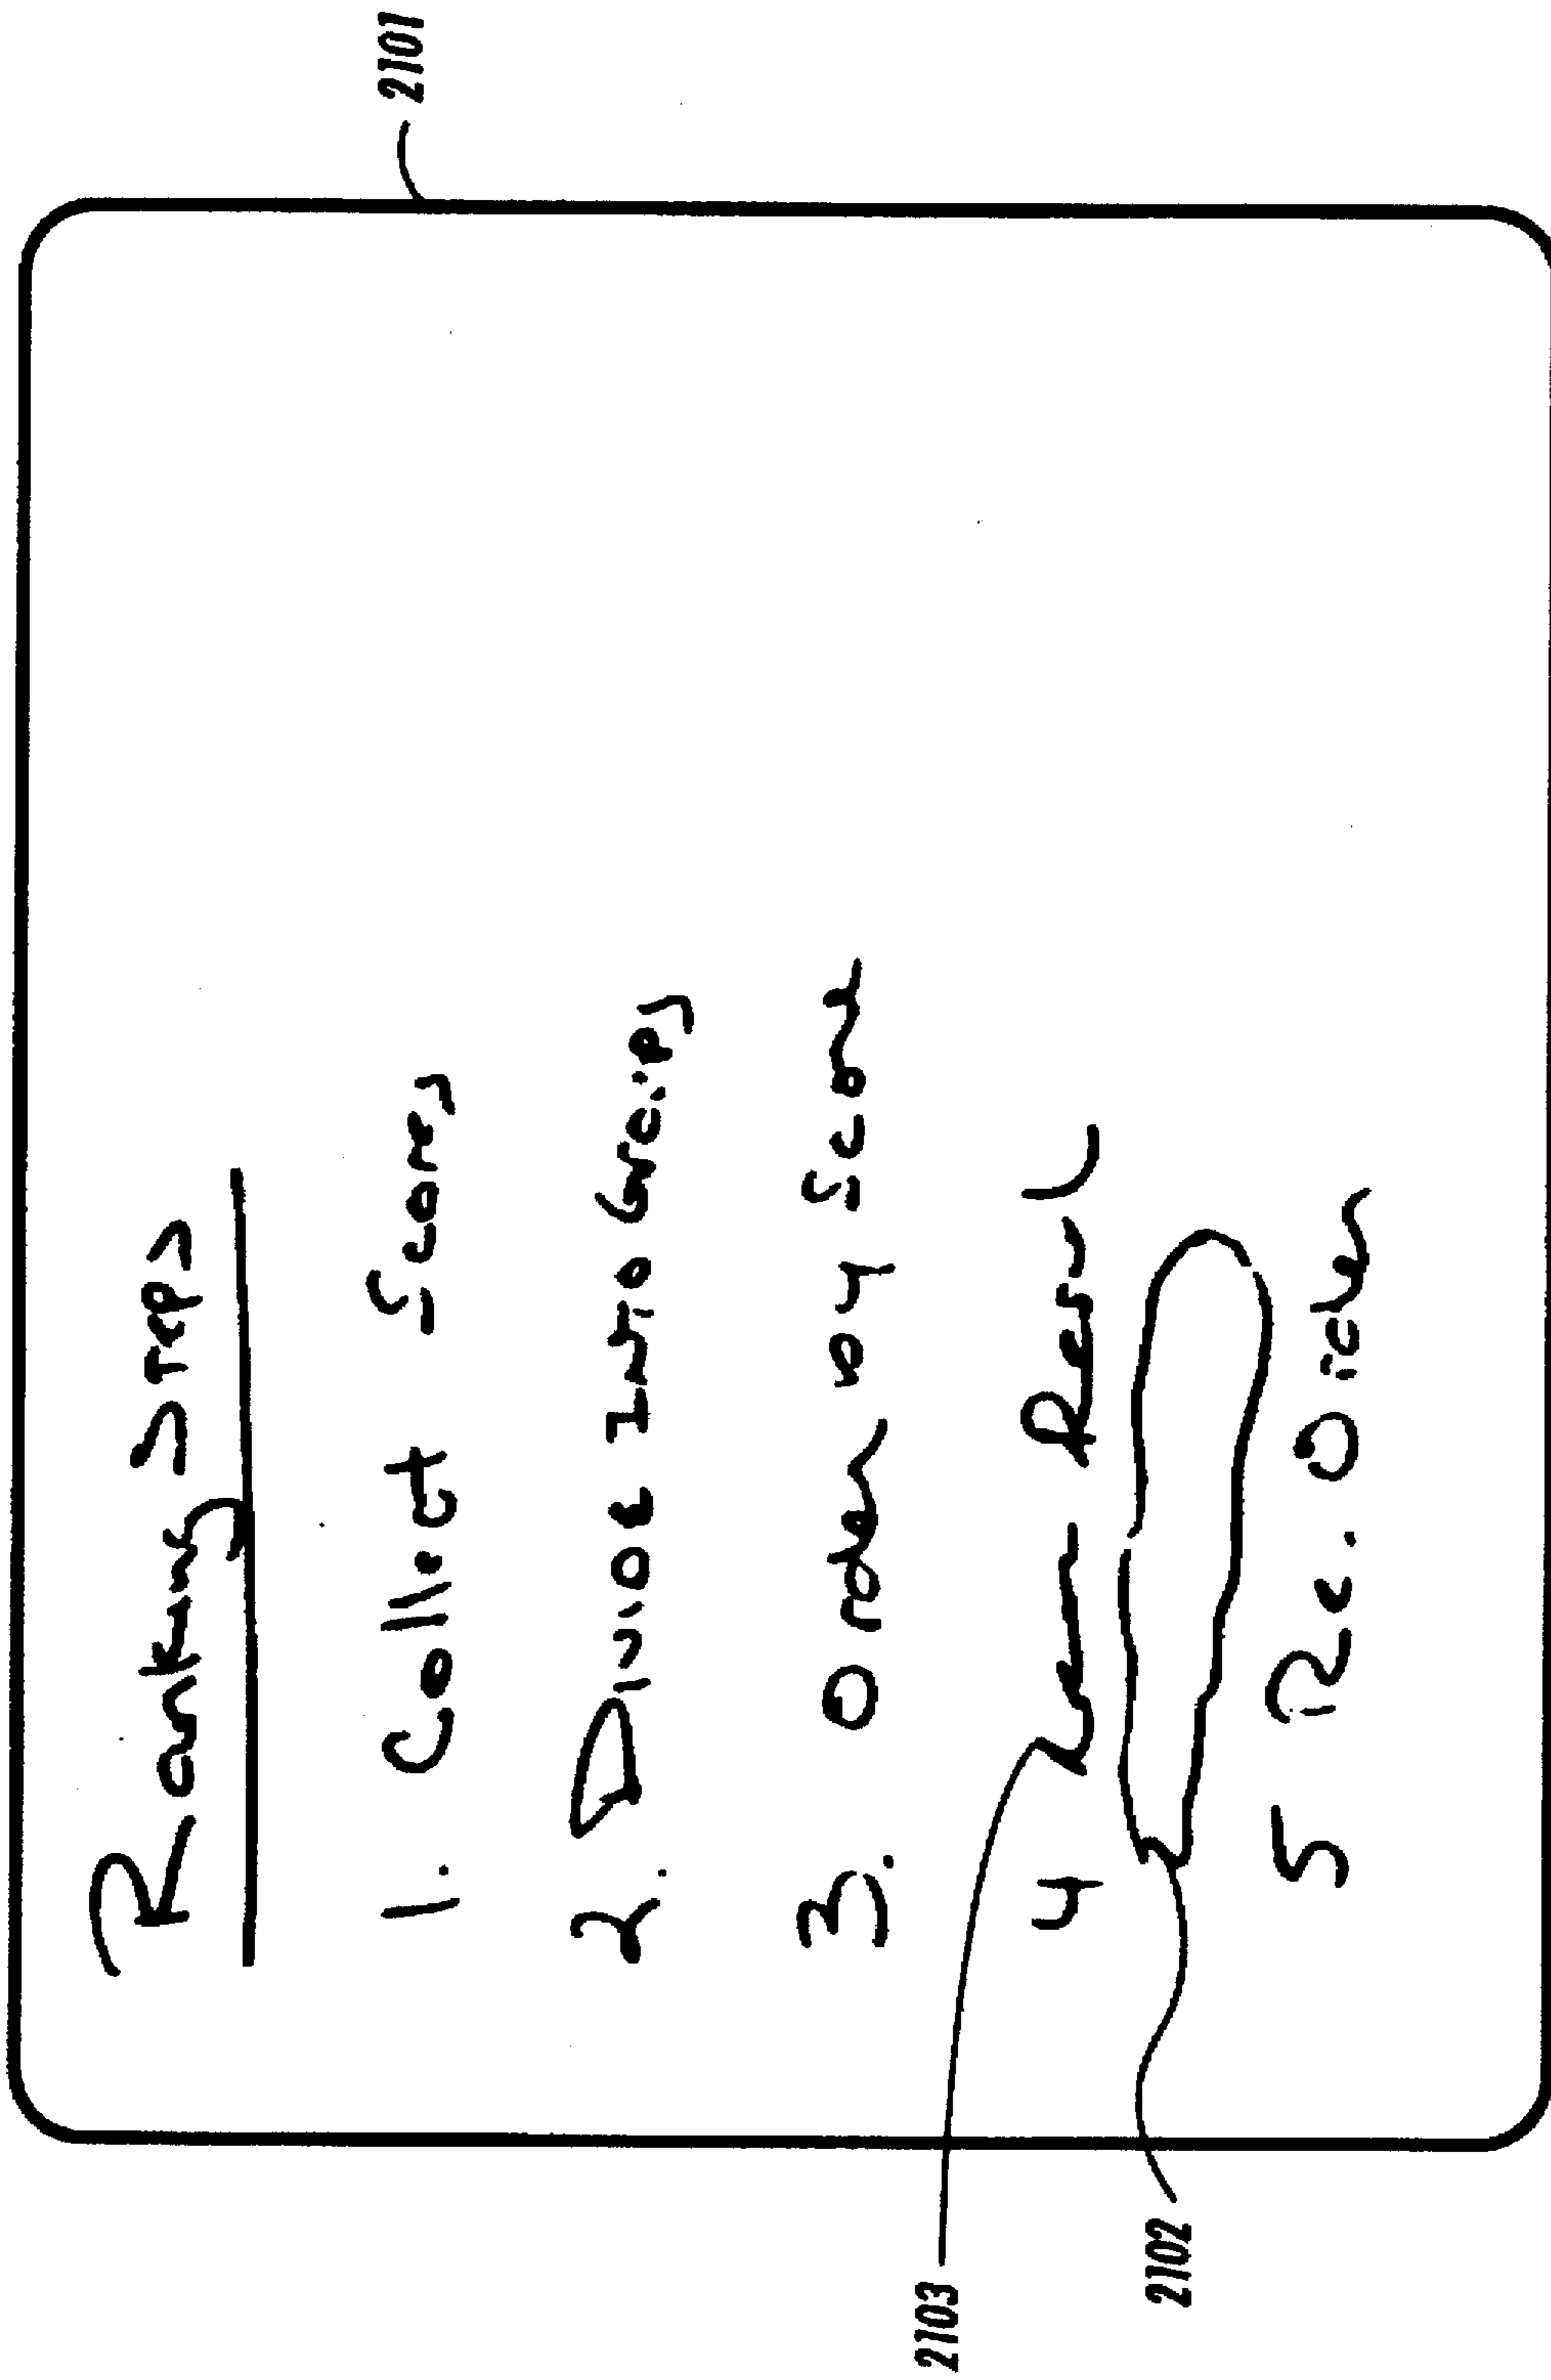 2101
Ranking Steps
1. Collect Scores
2. Divide Into Groups
3. Order by Score
4
5 Rec. Order
2103
2102